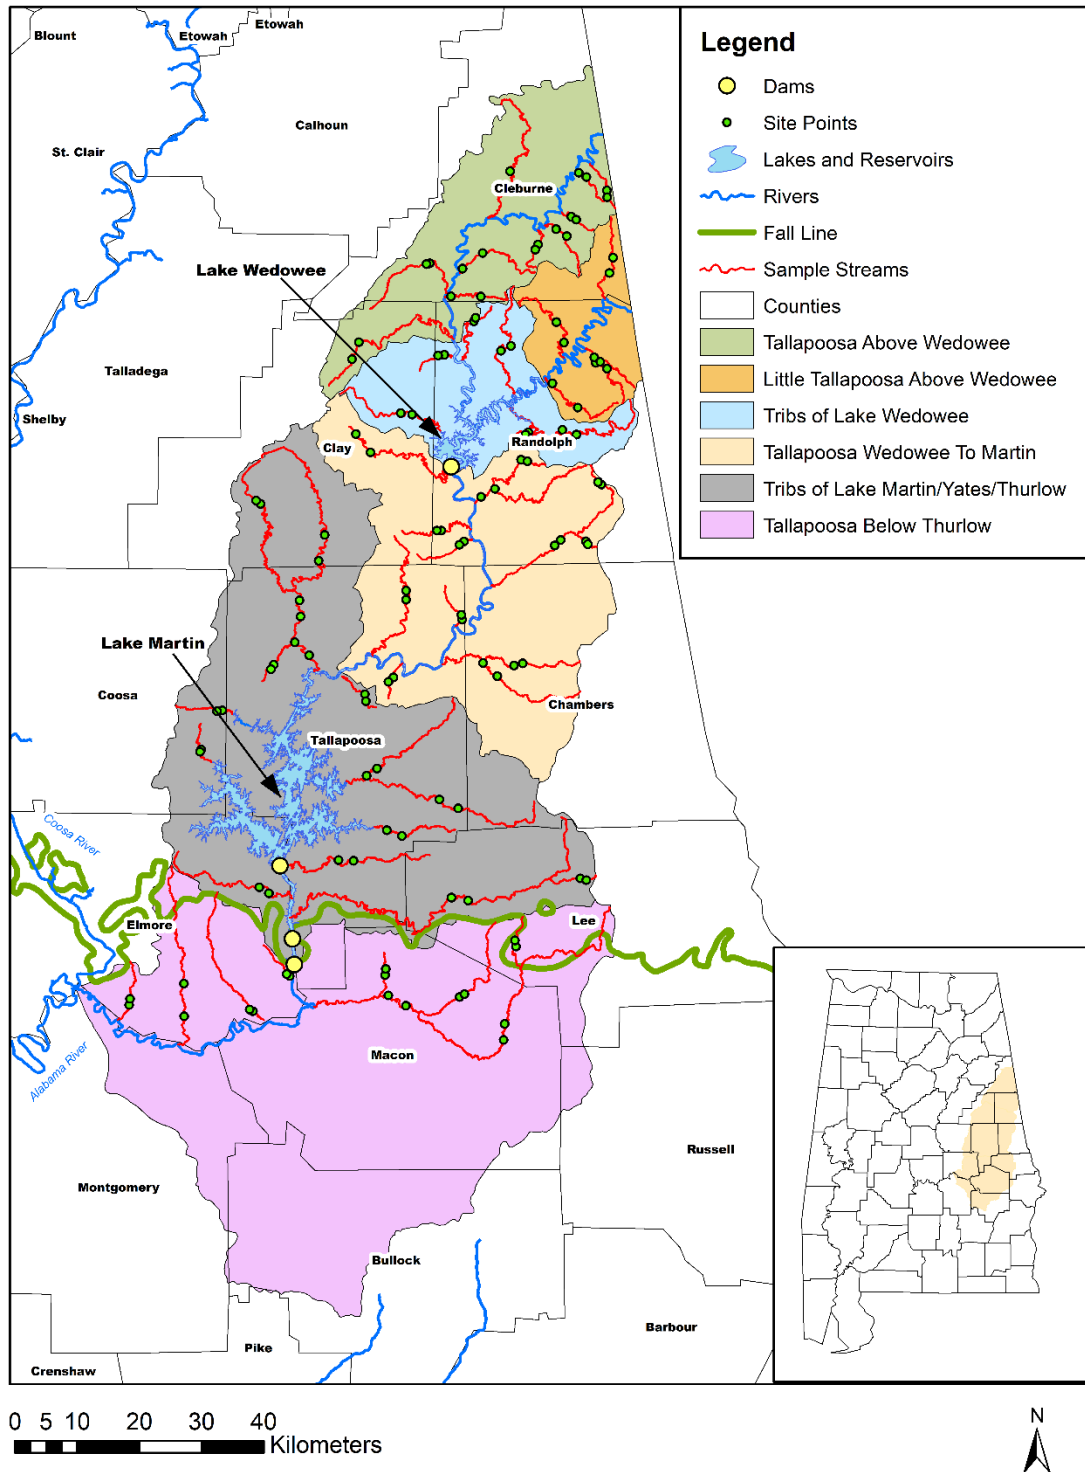 Etowah
Blount
Etowah
Calhoun
St. Clair
Cleburne
Lake Wedowee
Talladega
Shelby
Randolph
Clay
Lake Martin
Coosa
Chambers
Tallapoosa
Coosa River
Elmore
Lee
Alabama River
Macon
Russell
Montgomery
Bullock
Barbour
Pike
Crenshaw
Legend
Dams
Site Points
Lakes and Reservoirs
Rivers
Fall Line
Sample Streams
Counties
Tallapoosa Above Wedowee
Little Tallapoosa Above Wedowee
Tribs of Lake Wedowee
Tallapoosa Wedowee To Martin
Tribs of Lake Martin/Yates/Thurlow
Tallapoosa Below Thurlow
0 5 10 20 30 40
Kilometers
N